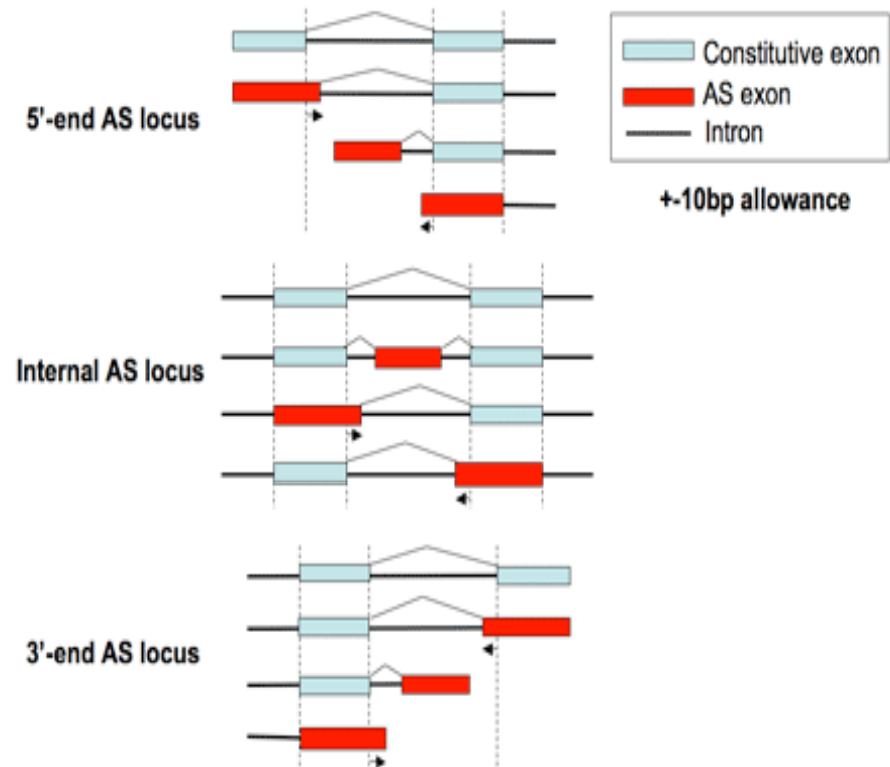 Constitutive exon
AS exon
Intron
5'-end AS locus
+-10bp allowance
Internal AS locus
3'-end AS locus